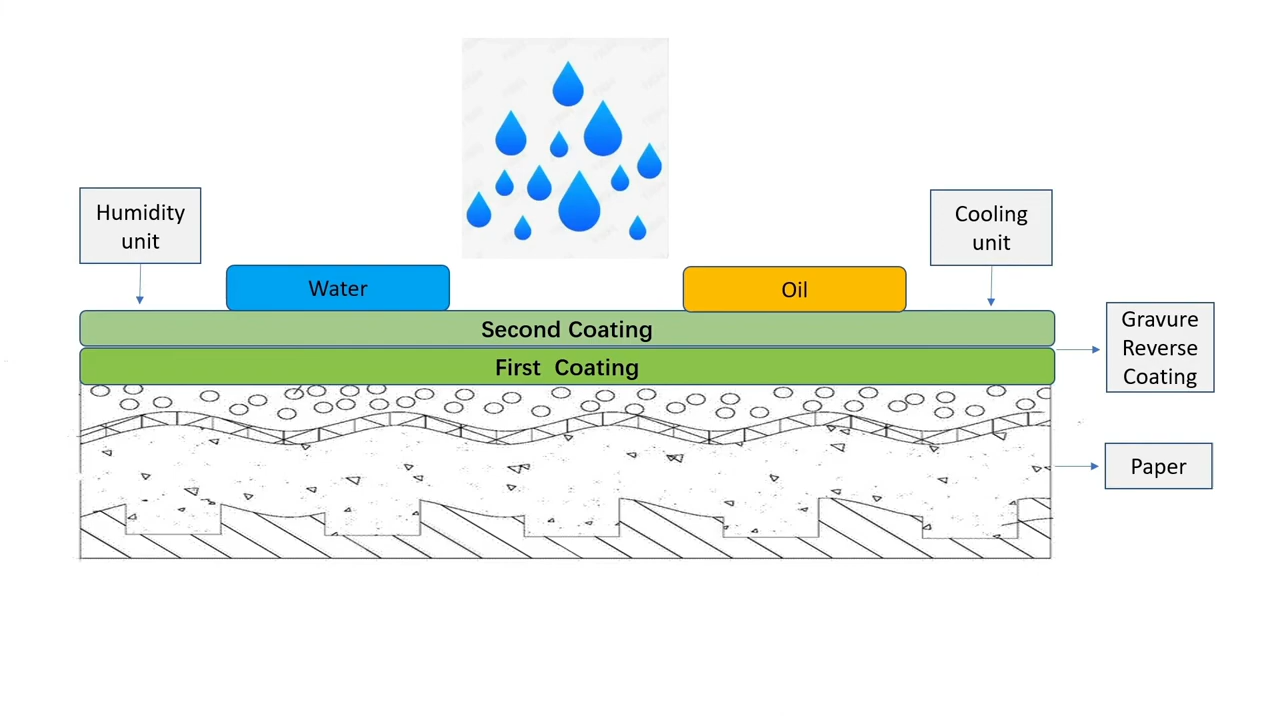 Humidity
unit
Cooling
unit
Water
Oil
Second Coating
First Coating
Gravure
Reverse
Coating
Paper